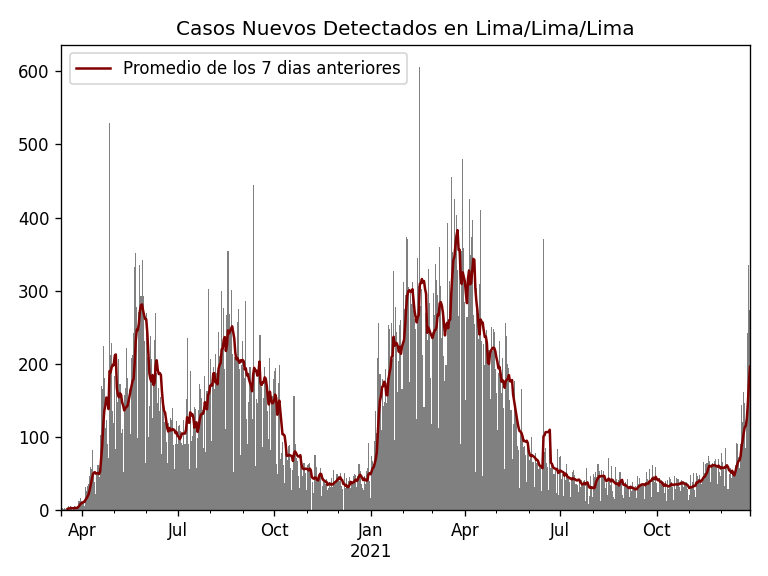 Casos Nuevos Detectados en Lima/Lima/Lima
Promedio de los 7 dias anteriores
600
500
400
300
200
100
0
Apr Jul Oct Jan Apr Jul Oct
2021